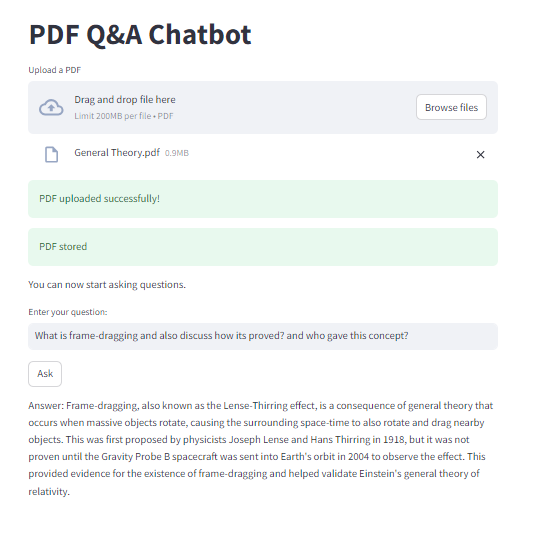 PDF Q&A Chatbot
Upload a PDF
Drag and drop file here
Limit 200MB per file • PDF
Browse files
General Theory.pdf 0.9MB
PDF uploaded successfully!
PDF stored
You can now start asking questions.
Enter your question:
What is frame-dragging and also discuss how its proved? and who gave this concept?
Ask
Answer: Frame-dragging, also known as the Lense-Thirring effect, is a consequence of general theory that
occurs when massive objects rotate, causing the surrounding space-time to also rotate and drag nearby
objects. This was first proposed by physicists Joseph Lense and Hans Thirring in 1918, but it was not
proven until the Gravity Probe B spacecraft was sent into Earth's orbit in 2004 to observe the effect. This
provided evidence for the existence of frame-dragging and helped validate Einstein's general theory of
relativity.